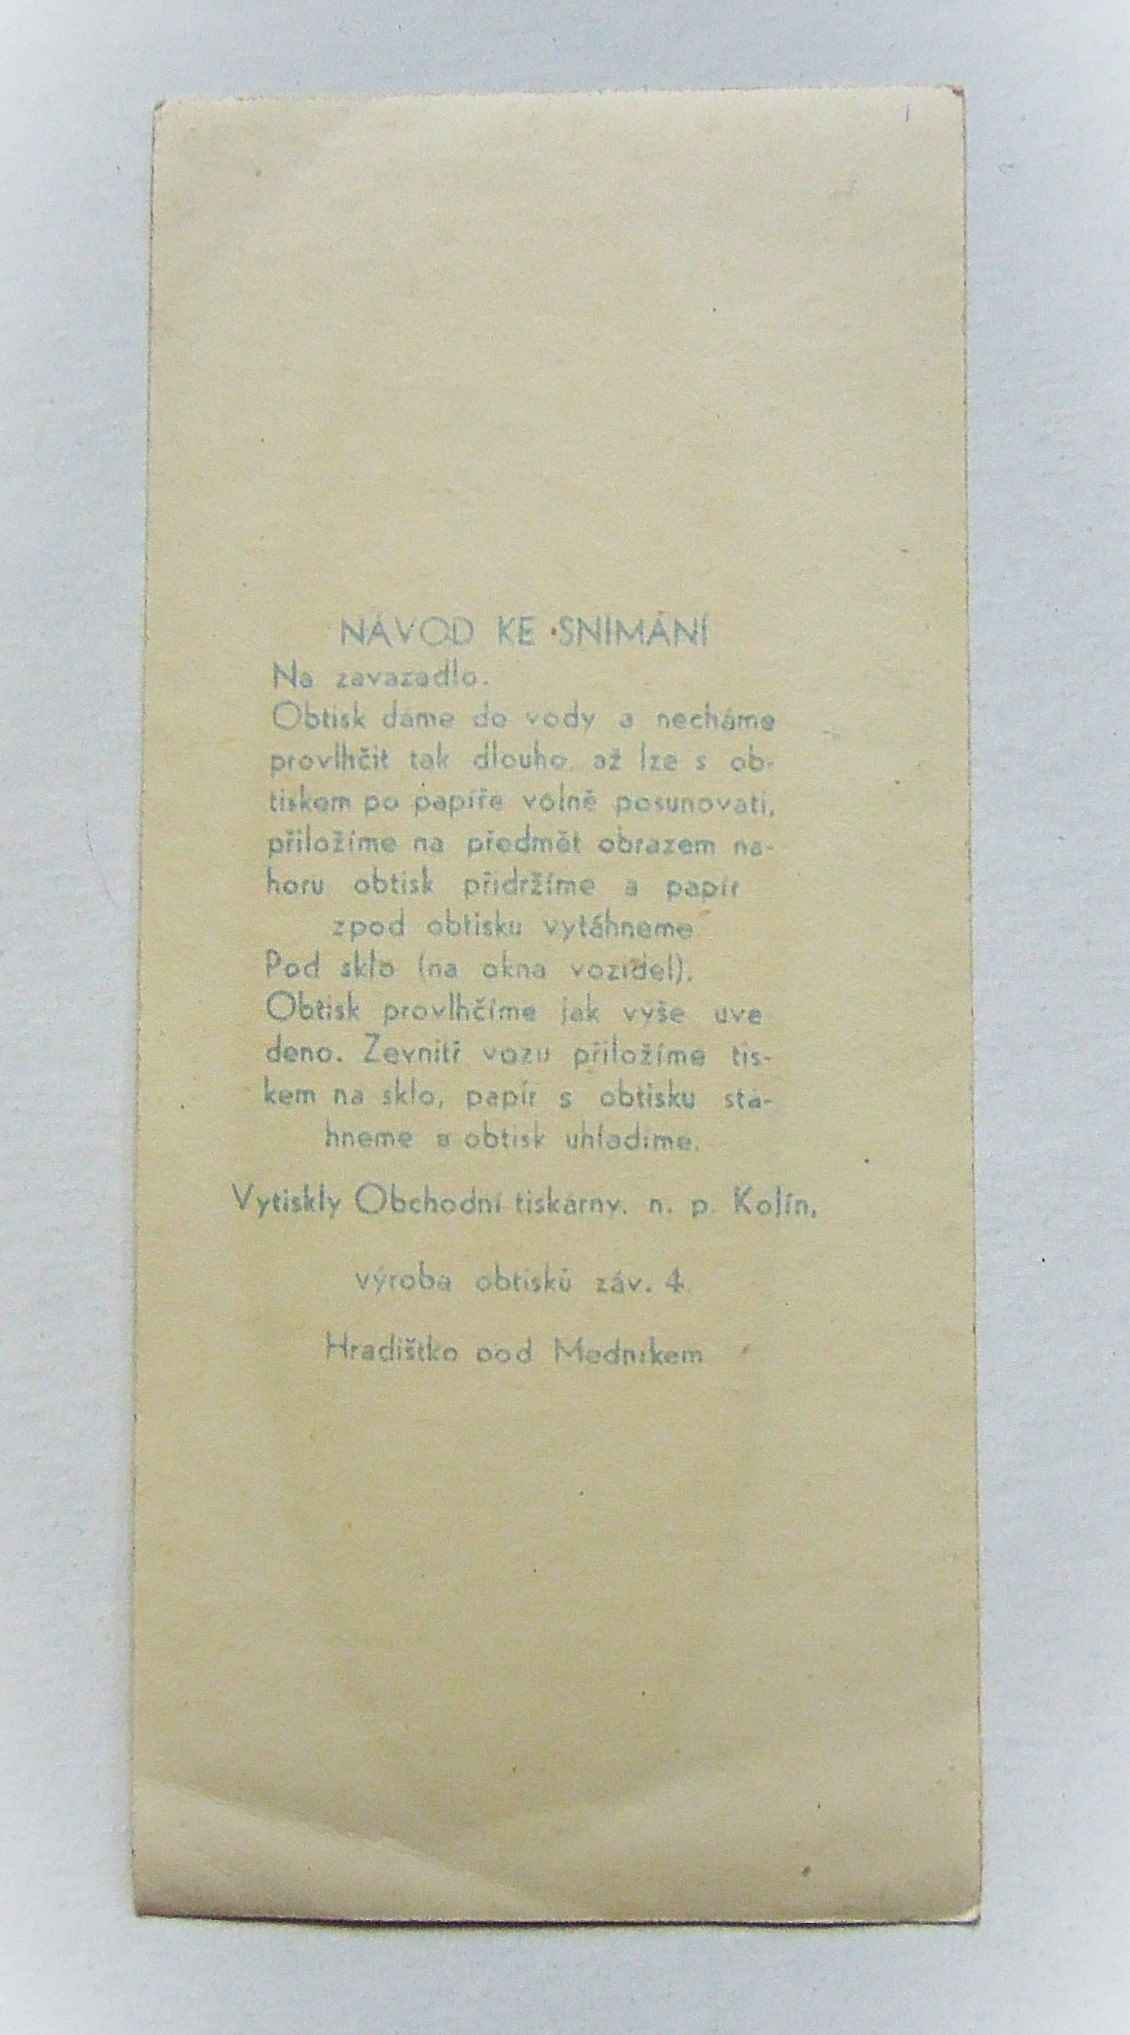 NÁVOD KE SNÍMÁNÍ
Na zavazadlo.
Obtisk dáme do vody a necháme
provlhčit tak dlouho, až lze s ob-
tiskem po papíře volně posunovati,
přiložíme na předmět obrazem na-
horu obtisk přidržíme a papír
zpod obtisku vytáhneme
Pod sklo (na okna vozidel).
Obtisk provlhčíme jak výše uve
deno. Zevnitř vozu přiložíme tis-
kem na sklo, papír s obtisku stá-
hneme a obtisk uhladíme.
Vytiskly Obchodní tiskárny, n. p. Kolín,
výroba obtisků záv. 4
Hradištko pod Medníkem